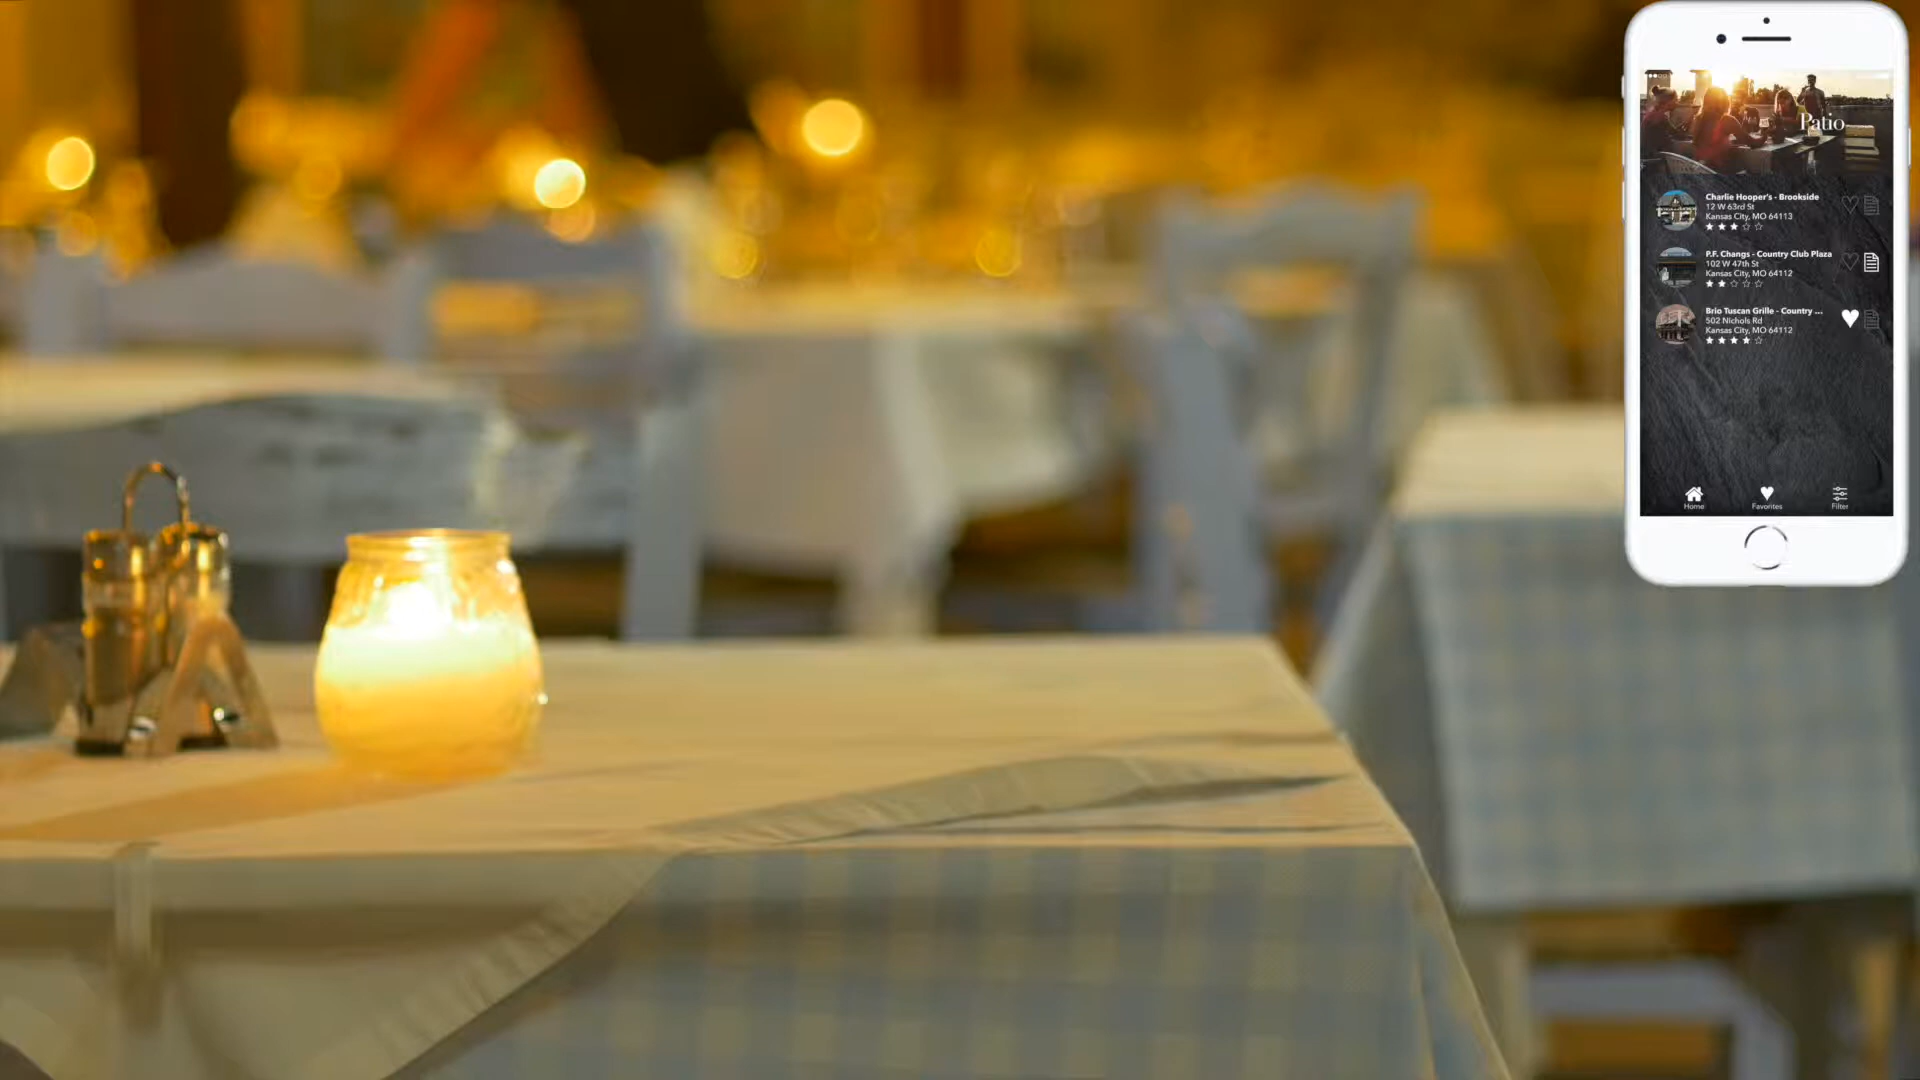 Patio
Charlie Hooper's - Brookside
12 W 63rd St
Kansas City, MO 64113
P.F. Changs - Country Club Plaza
102 W 47th St
Kansas City, MO 64112
Brio Tuscan Grille - Country ...
502 Nichols Rd
Kansas City, MO 64112
Home
Favorites
Filter